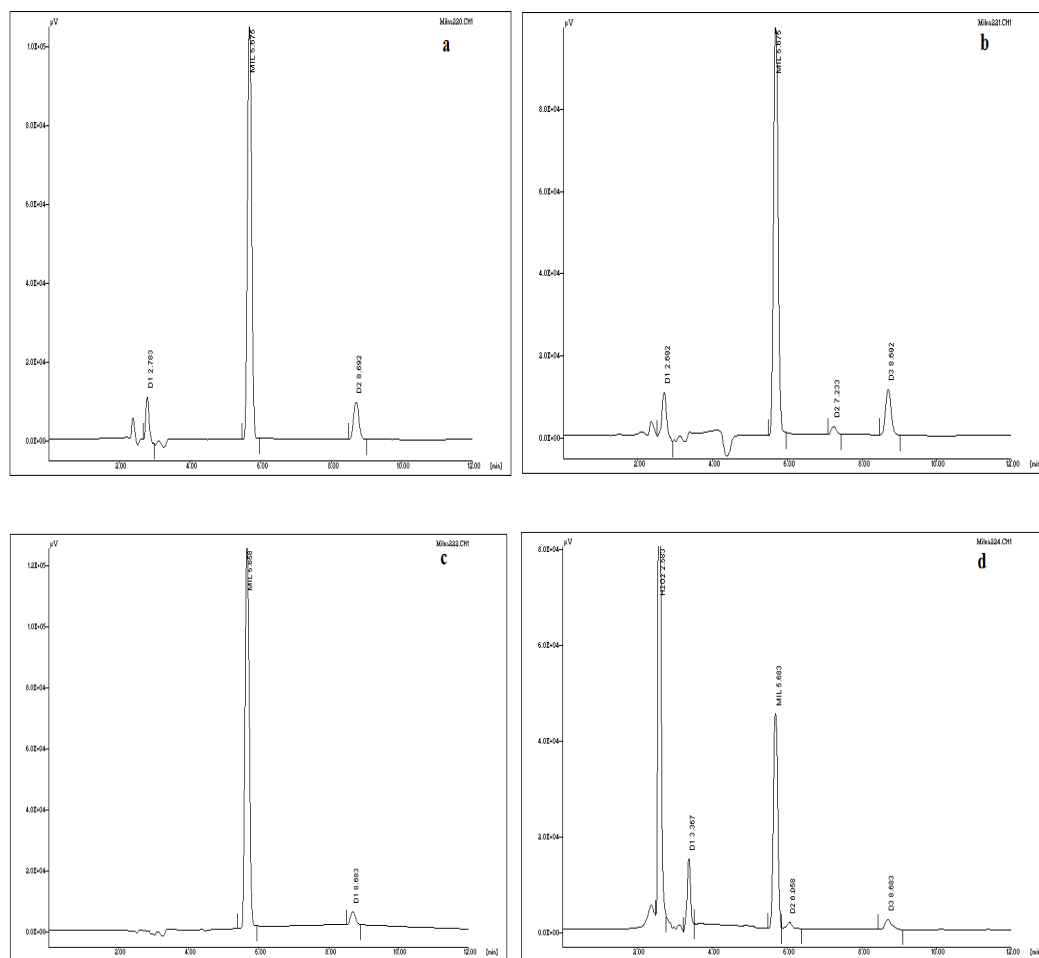 µV
Milna220.CH1
a
1.0E+05
8.0E+04
6.0E+04
4.0E+04
2.0E+04
0.0E+00
D1 2.783
MIL 5.675
D2 8.692
2.00 4.00 6.00 8.00 10.00 12.00 [min]
µV
Milna221.CH1
b
8.0E+04
6.0E+04
4.0E+04
2.0E+04
0.0E+00
D1 2.692
MIL 5.675
D2 7.233
D3 8.692
2.00 4.00 6.00 8.00 10.00 12.00 [min]
µV
Milna222.CH1
c
1.2E+05
1.0E+05
8.0E+04
6.0E+04
4.0E+04
2.0E+04
0.0E+00
MIL 5.658
D1 8.683
2.00 4.00 6.00 8.00 10.00 12.00 [min]
µV
Milna224.CH1
d
8.0E+04
6.0E+04
4.0E+04
2.0E+04
0.0E+00
H2O2 2.583
D1 3.367
MIL 5.683
D2 6.058
D3 8.683
2.00 4.00 6.00 8.00 10.00 12.00 [min]